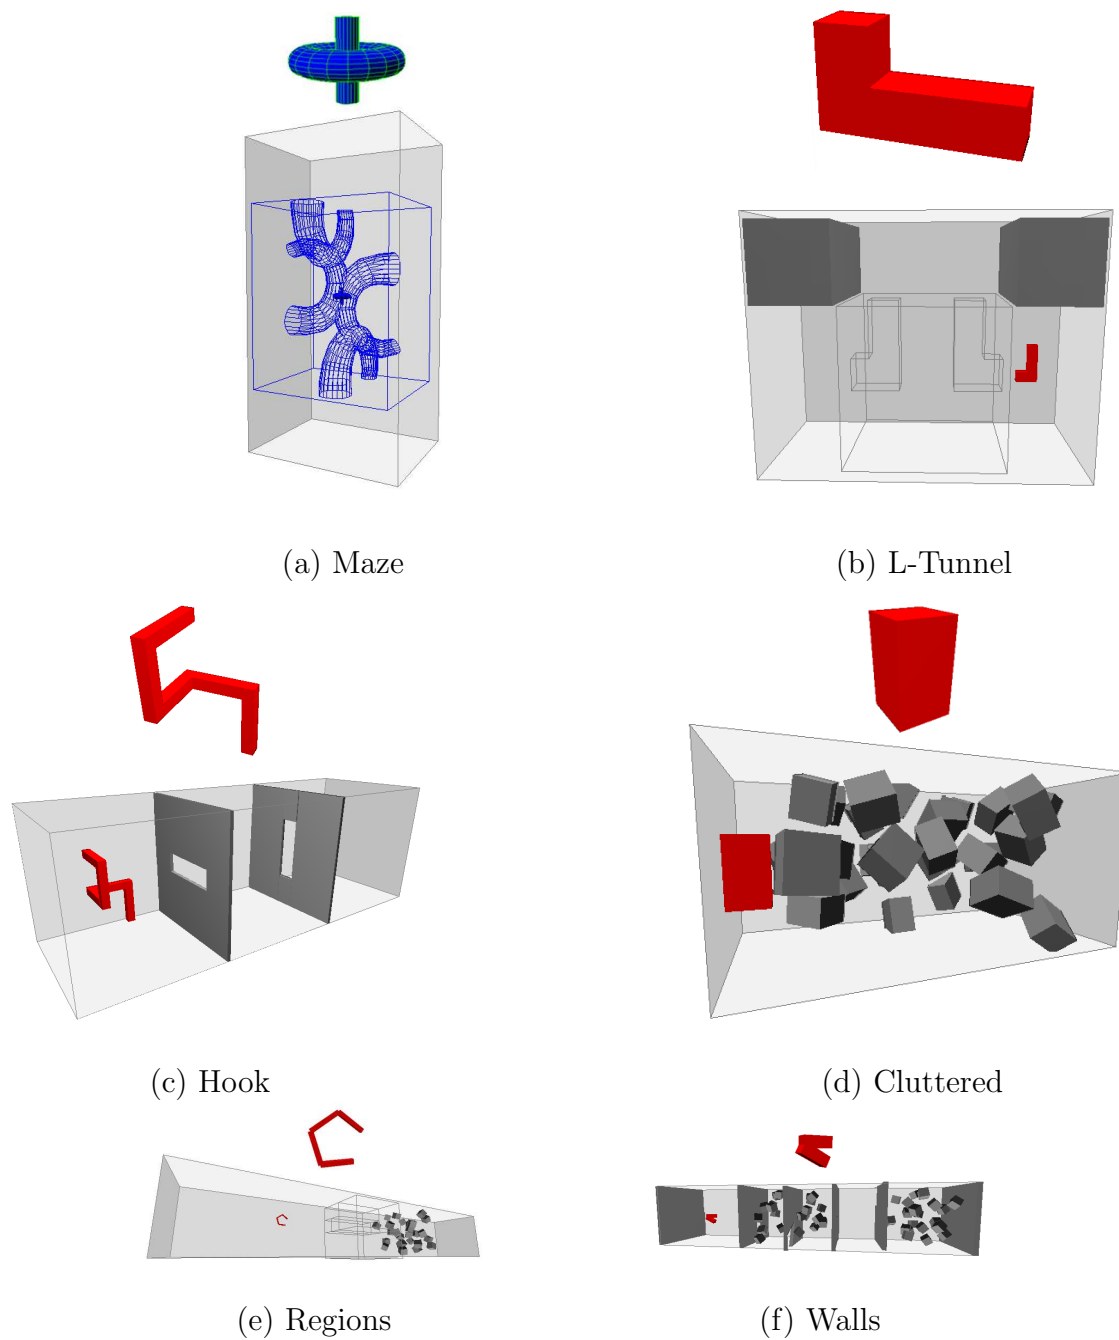 (a) Maze
(b) L-Tunnel
(c) Hook
(d) Cluttered
(e) Regions
(f) Walls